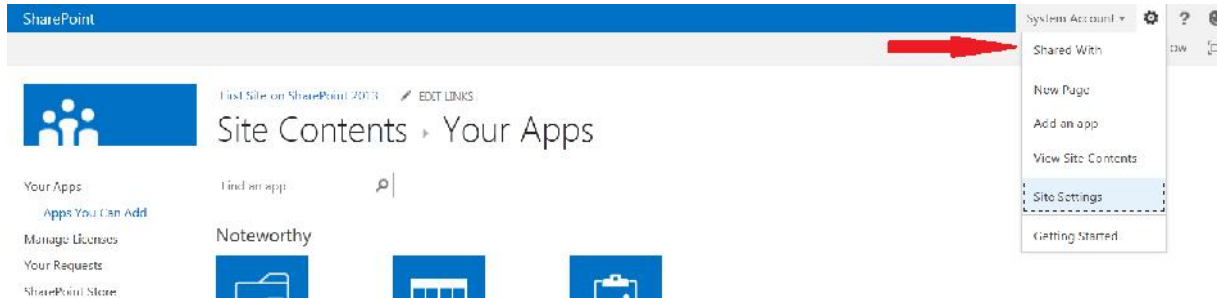 SharePoint
System Account
?
Shared With
OW
New Page
Add an app
View Site Contents
Site Settings
Getting Started
First Site on SharePoint 2013
EDIT LINKS
Site Contents › Your Apps
Find an app
Your Apps
Apps You Can Add
Manage Licenses
Your Requests
SharePoint Store
Noteworthy